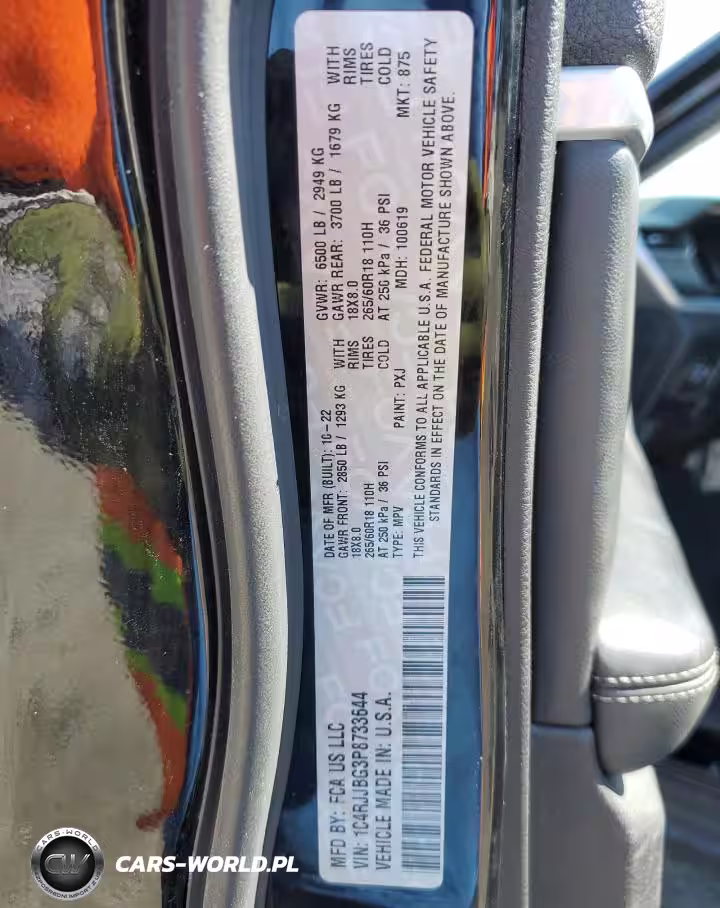 MFD BY: FCA US LLC
VIN: 1C4RJJBG3P8733644
VEHICLE MADE IN: U.S.A.
DATE OF MFR (BUILT): 10-22 GVWR: 6500 LB / 2949 KG
GAWR FRONT: 2850 LB / 1293 KG WITH GAWR REAR: 3700 LB / 1679 KG WITH
18X8.0 RIMS 18X8.0 RIMS
265/60R18 110H TIRES 265/60R18 110H TIRES
AT 250 kPa / 36 PSI COLD AT 250 kPa / 36 PSI COLD
TYPE: MPV PAINT: PXJ MDH: 100619 MKT: 875
THIS VEHICLE CONFORMS TO ALL APPLICABLE U.S.A. FEDERAL MOTOR VEHICLE SAFETY
STANDARDS IN EFFECT ON THE DATE OF MANUFACTURE SHOWN ABOVE.
CARS-WORLD
CW
CARS-WORLD.PL